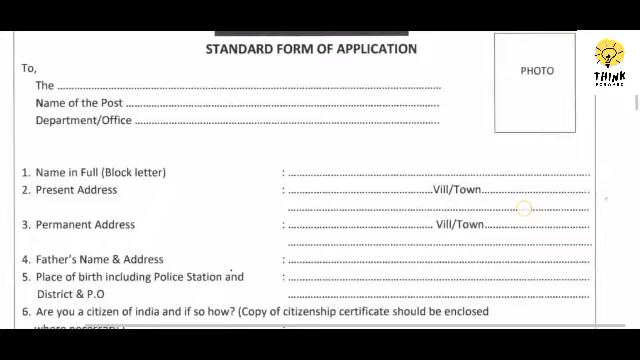 STANDARD FORM OF APPLICATION
To,
The ................................................
Name of the Post ................................................
Department/Office ................................................
PHOTO
THINK
FORWARD
1. Name in Full (Block letter) : ................................................
2. Present Address : ................................Vill/Town................................
................................................
3. Permanent Address : ................................ Vill/Town................................
................................................
4. Father's Name & Address : ................................................
5. Place of birth including Police Station and : ................................................
District & P.O ................................................
6. Are you a citizen of india and if so how? (Copy of citizenship certificate should be enclosed
where necessary)